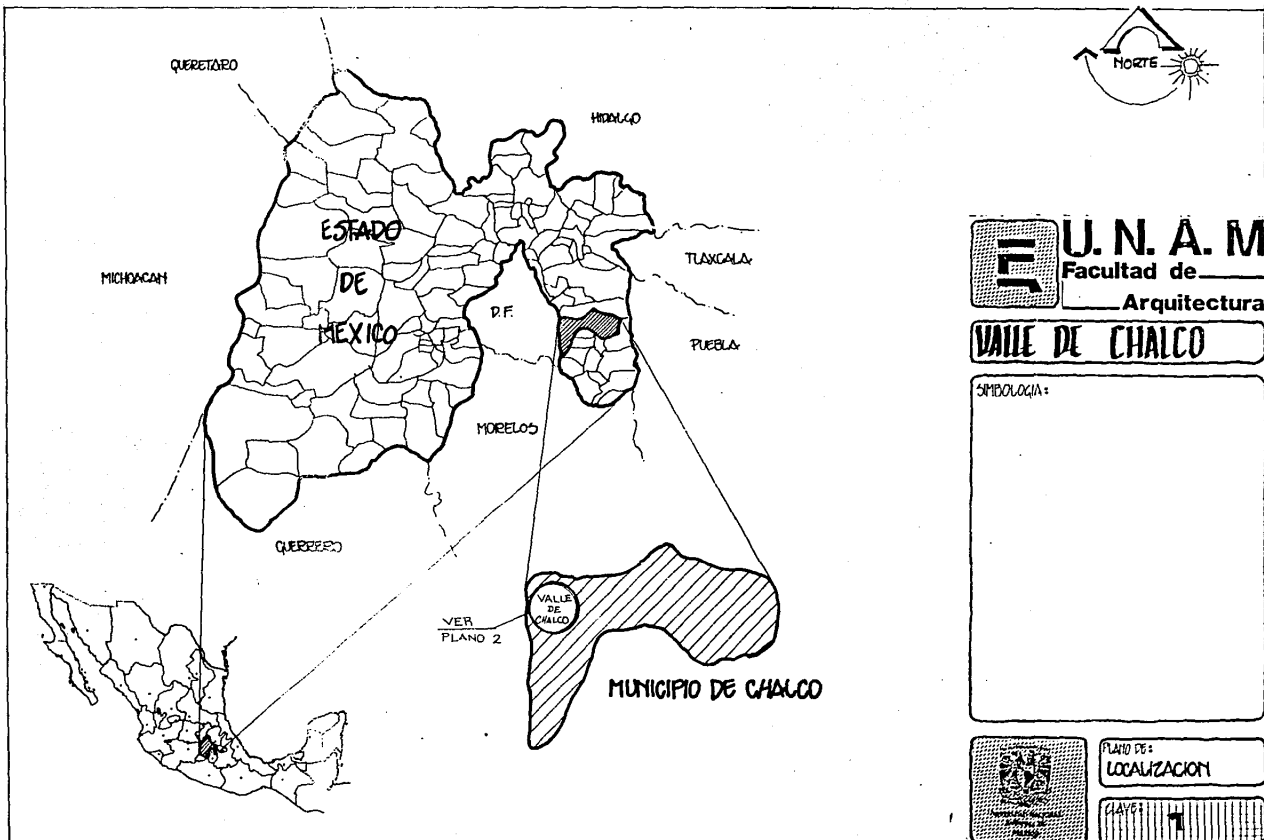 QUERETARO
HIDALGO
NORTE
ESTADO
DE
MEXICO
MICHOACAN
TLAXCALA
D.F.
PUEBLA
MORELOS
GUERRERO
U. N. A. M
Facultad de
Arquitectura
VALLE DE CHALCO
SIMBOLOGIA:
VALLE
DE
CHALCO
VER
PLANO 2
MUNICIPIO DE CHALCO
PLANO DE:
LOCALIZACION
CLAVE:
1